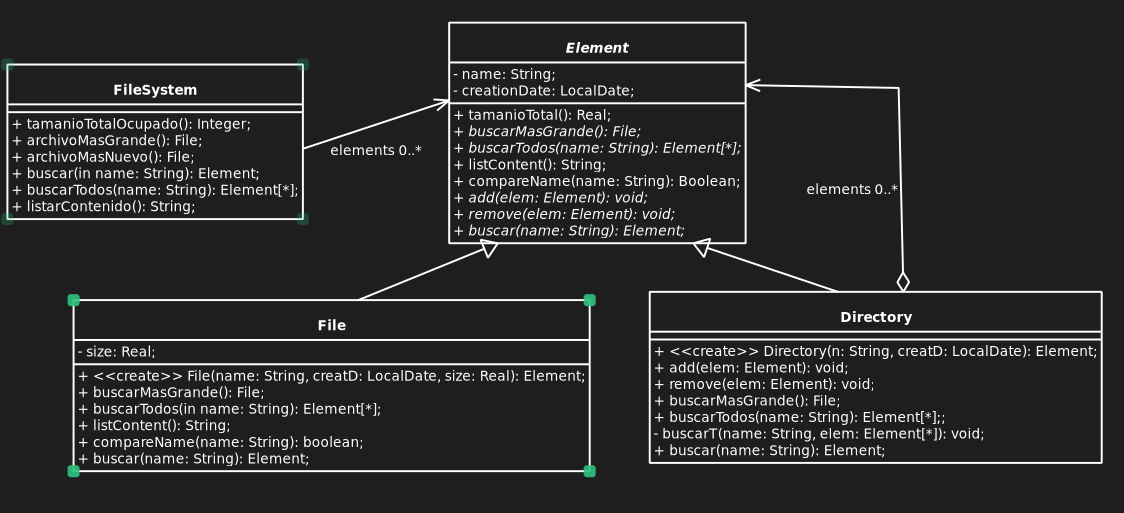 Element
- name: String;
- creationDate: LocalDate;
+ tamanioTotal(): Real;
+ buscarMasGrande(): File;
+ buscarTodos(name: String): Element[*];
+ listContent(): String;
+ compareName(name: String): Boolean;
+ add(elem: Element): void;
+ remove(elem: Element): void;
+ buscar(name: String): Element;
FileSystem
+ tamanioTotalOcupado(): Integer;
+ archivoMasGrande(): File;
+ archivoMasNuevo(): File;
+ buscar(in name: String): Element;
+ buscarTodos(name: String): Element[*];
+ listarContenido(): String;
elements 0..*
elements 0..*
File
- size: Real;
+ <<create>> File(name: String, creatD: LocalDate, size: Real): Element;
+ buscarMasGrande(): File;
+ buscarTodos(in name: String): Element[*];
+ listContent(): String;
+ compareName(name: String): boolean;
+ buscar(name: String): Element;
Directory
+ <<create>> Directory(n: String, creatD: LocalDate): Element;
+ add(elem: Element): void;
+ remove(elem: Element): void;
+ buscarMasGrande(): File;
+ buscarTodos(name: String): Element[*];;
- buscarT(name: String, elem: Element[*]): void;
+ buscar(name: String): Element;